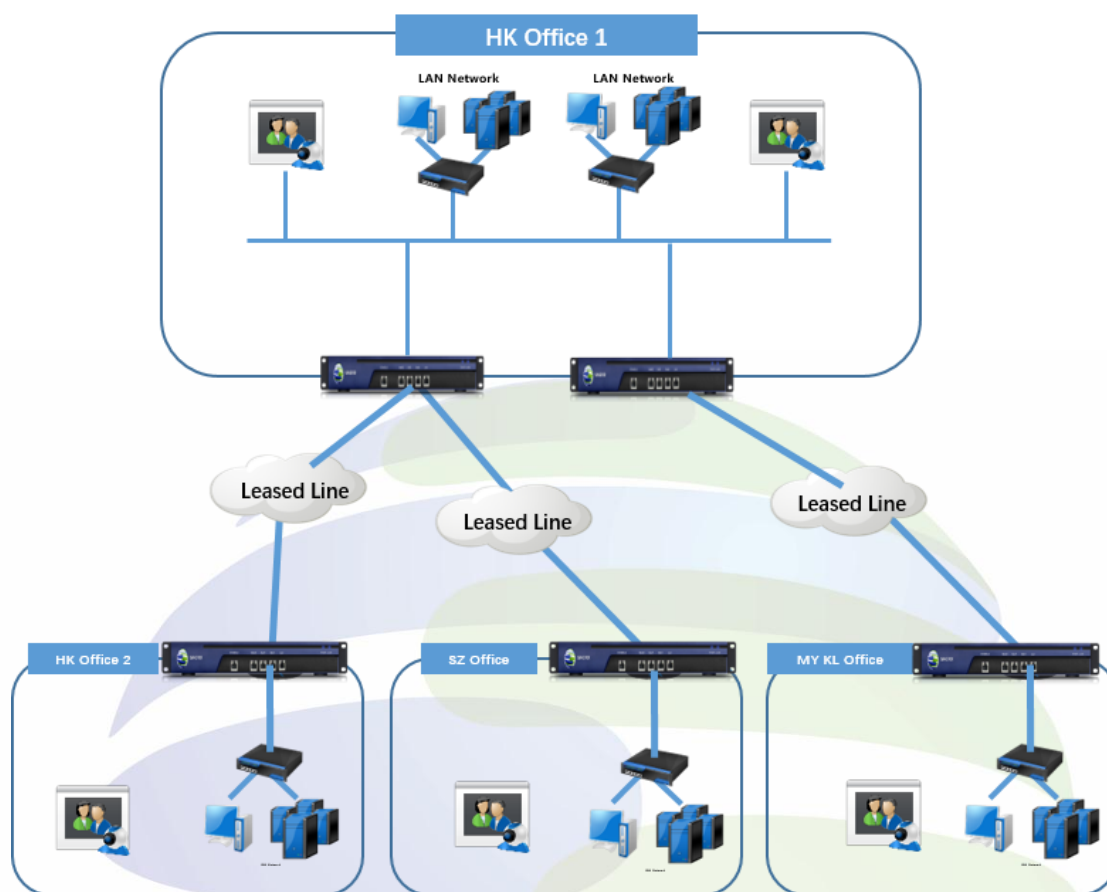 HK Office 1
LAN Network
LAN Network
Leased Line
Leased Line
Leased Line
HK Office 2
SZ Office
MY KL Office